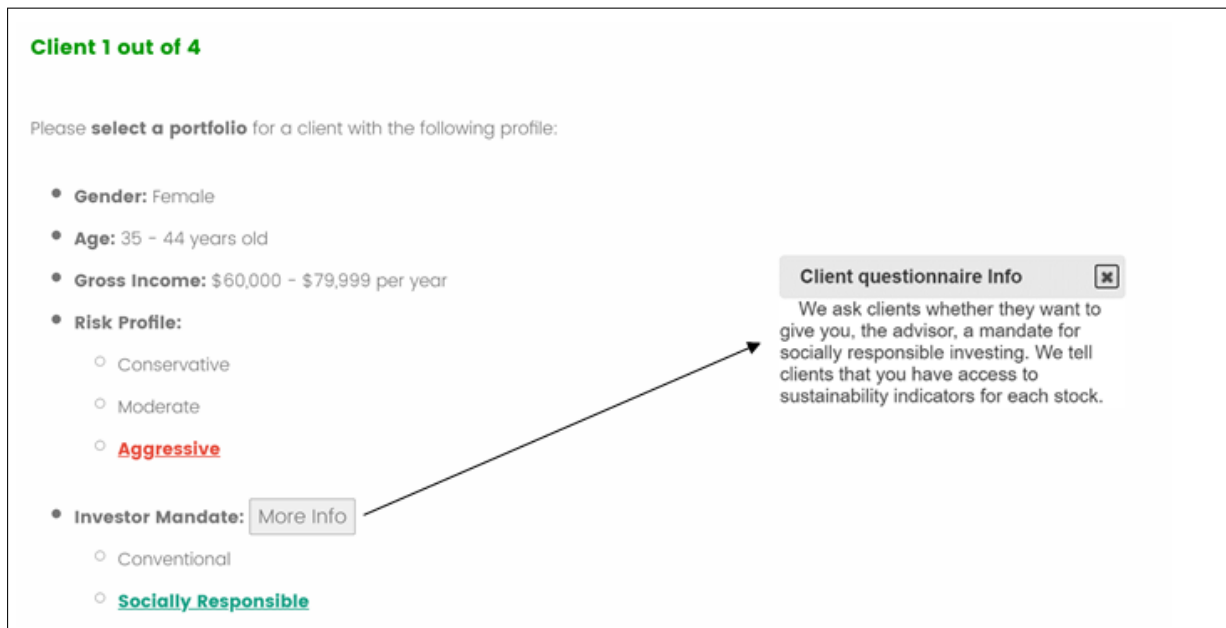 Client 1 out of 4
Please select a portfolio for a client with the following profile:
Gender: Female
Age: 35 - 44 years old
Gross Income: $60,000 - $79,999 per year
Risk Profile:
Conservative
Moderate
Aggressive
Investor Mandate: More Info
Conventional
Socially Responsible
Client questionnaire Info
We ask clients whether they want to
give you, the advisor, a mandate for
socially responsible investing. We tell
clients that you have access to
sustainability indicators for each stock.